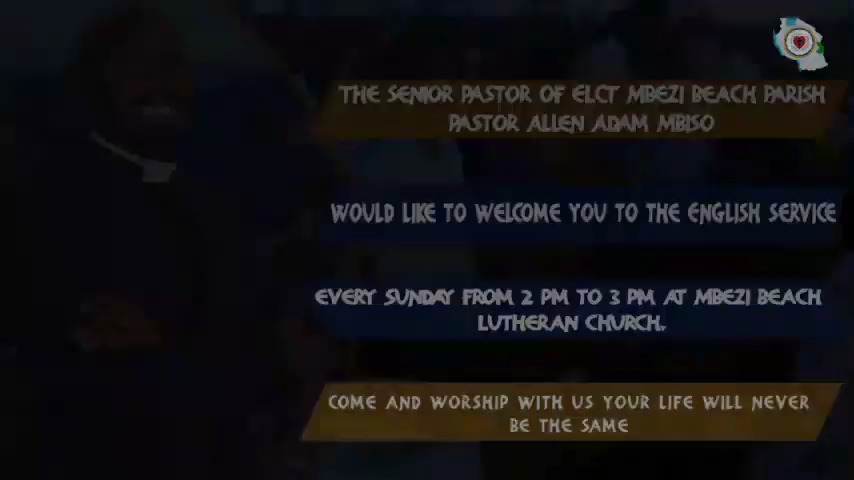 THE SENIOR PASTOR OF ELCT MBEZI BEACH PARISH
PASTOR ALLEN ADAM MBISO
WOULD LIKE TO WELCOME YOU TO THE ENGLISH SERVICE
EVERY SUNDAY FROM 2 PM TO 3 PM AT MBEZI BEACH
LUTHERAN CHURCH.
COME AND WORSHIP WITH US YOUR LIFE WILL NEVER
BE THE SAME